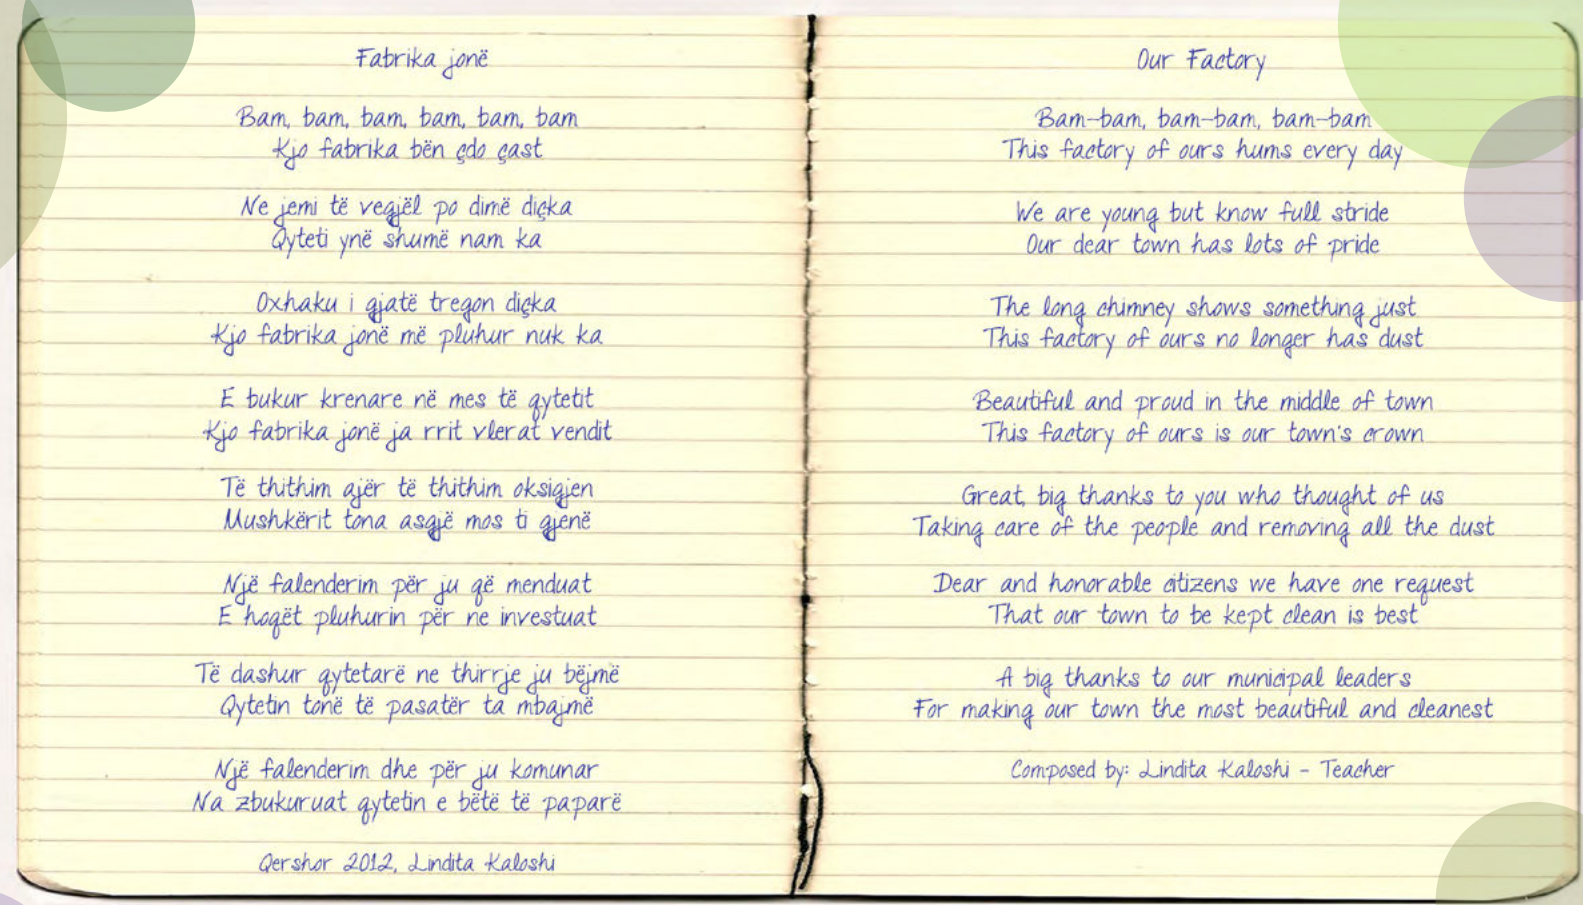 Fabrika jonë
Bam, bam, bam, bam, bam, bam
Kjo fabrika bën çdo çast
Ne jemi të vegjël po dimë diçka
Qyteti ynë shumë nam ka
Oxhaku i gjatë tregon diçka
Kjo fabrika jonë më pluhur nuk ka
E bukur krenare në mes të qytetit
Kjo fabrika jonë ja rrit vlerat vendit
Të thithim ajër të thithim oksigjen
Mushkërit tona asgjë mos ti gjenë
Një falenderim për ju që menduat
E hoqët pluhurin për ne investuat
Të dashur qytetarë ne thirrje ju bëjmë
Qytetin tonë të pasatër ta mbajmë
Një falenderim dhe për ju komunar
Na zbukuruat qytetin e bëtë të paparë
Qershor 2012, Lindita Kaloshi
Our Factory
Bam-bam, bam-bam, bam-bam
This factory of ours hums every day
We are young but know full stride
Our dear town has lots of pride
The long chimney shows something just
This factory of ours no longer has dust
Beautiful and proud in the middle of town
This factory of ours is our town's crown
Great, big thanks to you who thought of us
Taking care of the people and removing all the dust
Dear and honorable citizens we have one request
That our town to be kept clean is best
A big thanks to our municipal leaders
For making our town the most beautiful and cleanest
Composed by: Lindita Kaloshi - Teacher